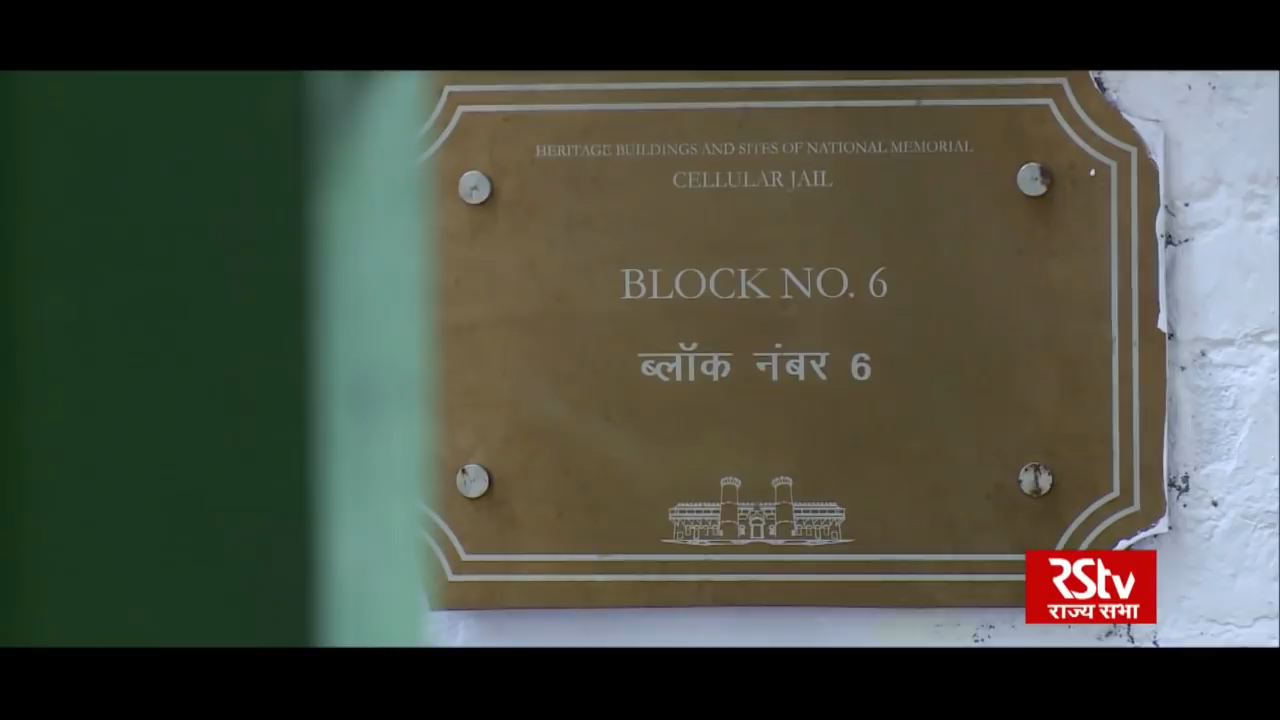 HERITAGE BUILDINGS AND SITES OF NATIONAL MEMORIAL
CELLULAR JAIL
BLOCK NO. 6
ब्लॉक नंबर 6
RSTV
राज्य सभा